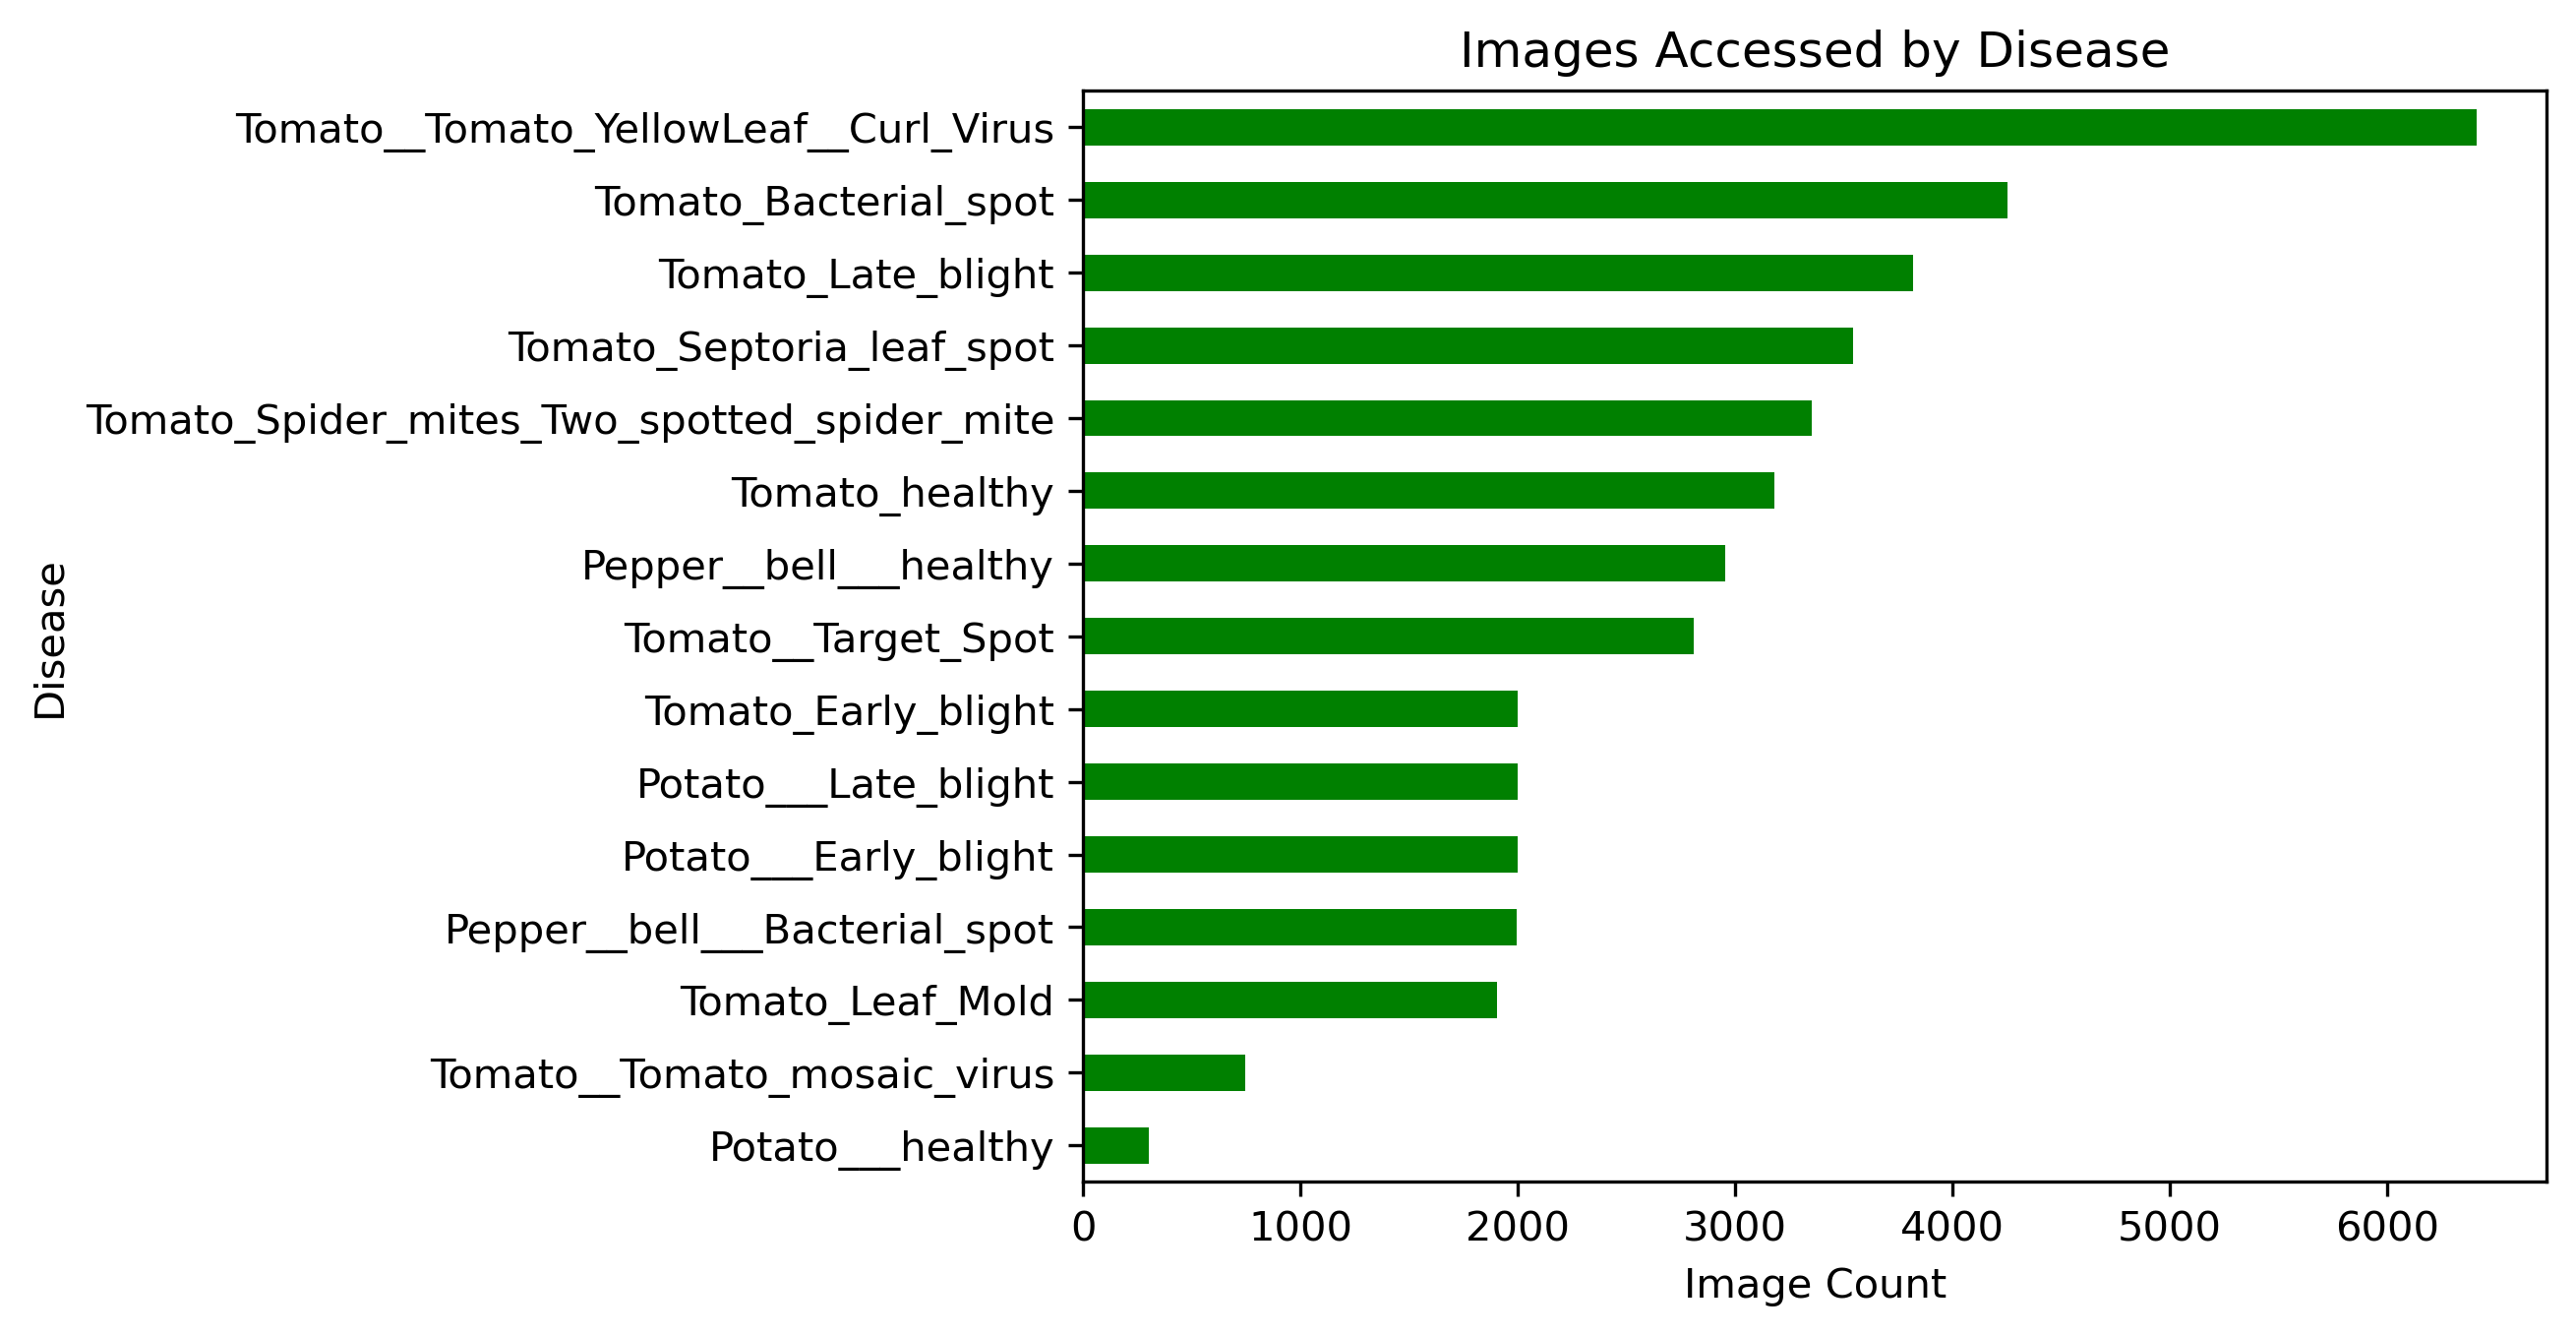 Images Accessed by Disease
Tomato__Tomato_YellowLeaf__Curl_Virus
Tomato_Bacterial_spot
Tomato_Late_blight
Tomato_Septoria_leaf_spot
Tomato_Spider_mites_Two_spotted_spider_mite
Tomato_healthy
Pepper__bell___healthy
Tomato__Target_Spot
Tomato_Early_blight
Potato___Late_blight
Potato___Early_blight
Pepper__bell___Bacterial_spot
Tomato_Leaf_Mold
Tomato__Tomato_mosaic_virus
Potato___healthy
Disease
0 1000 2000 3000 4000 5000 6000
Image Count